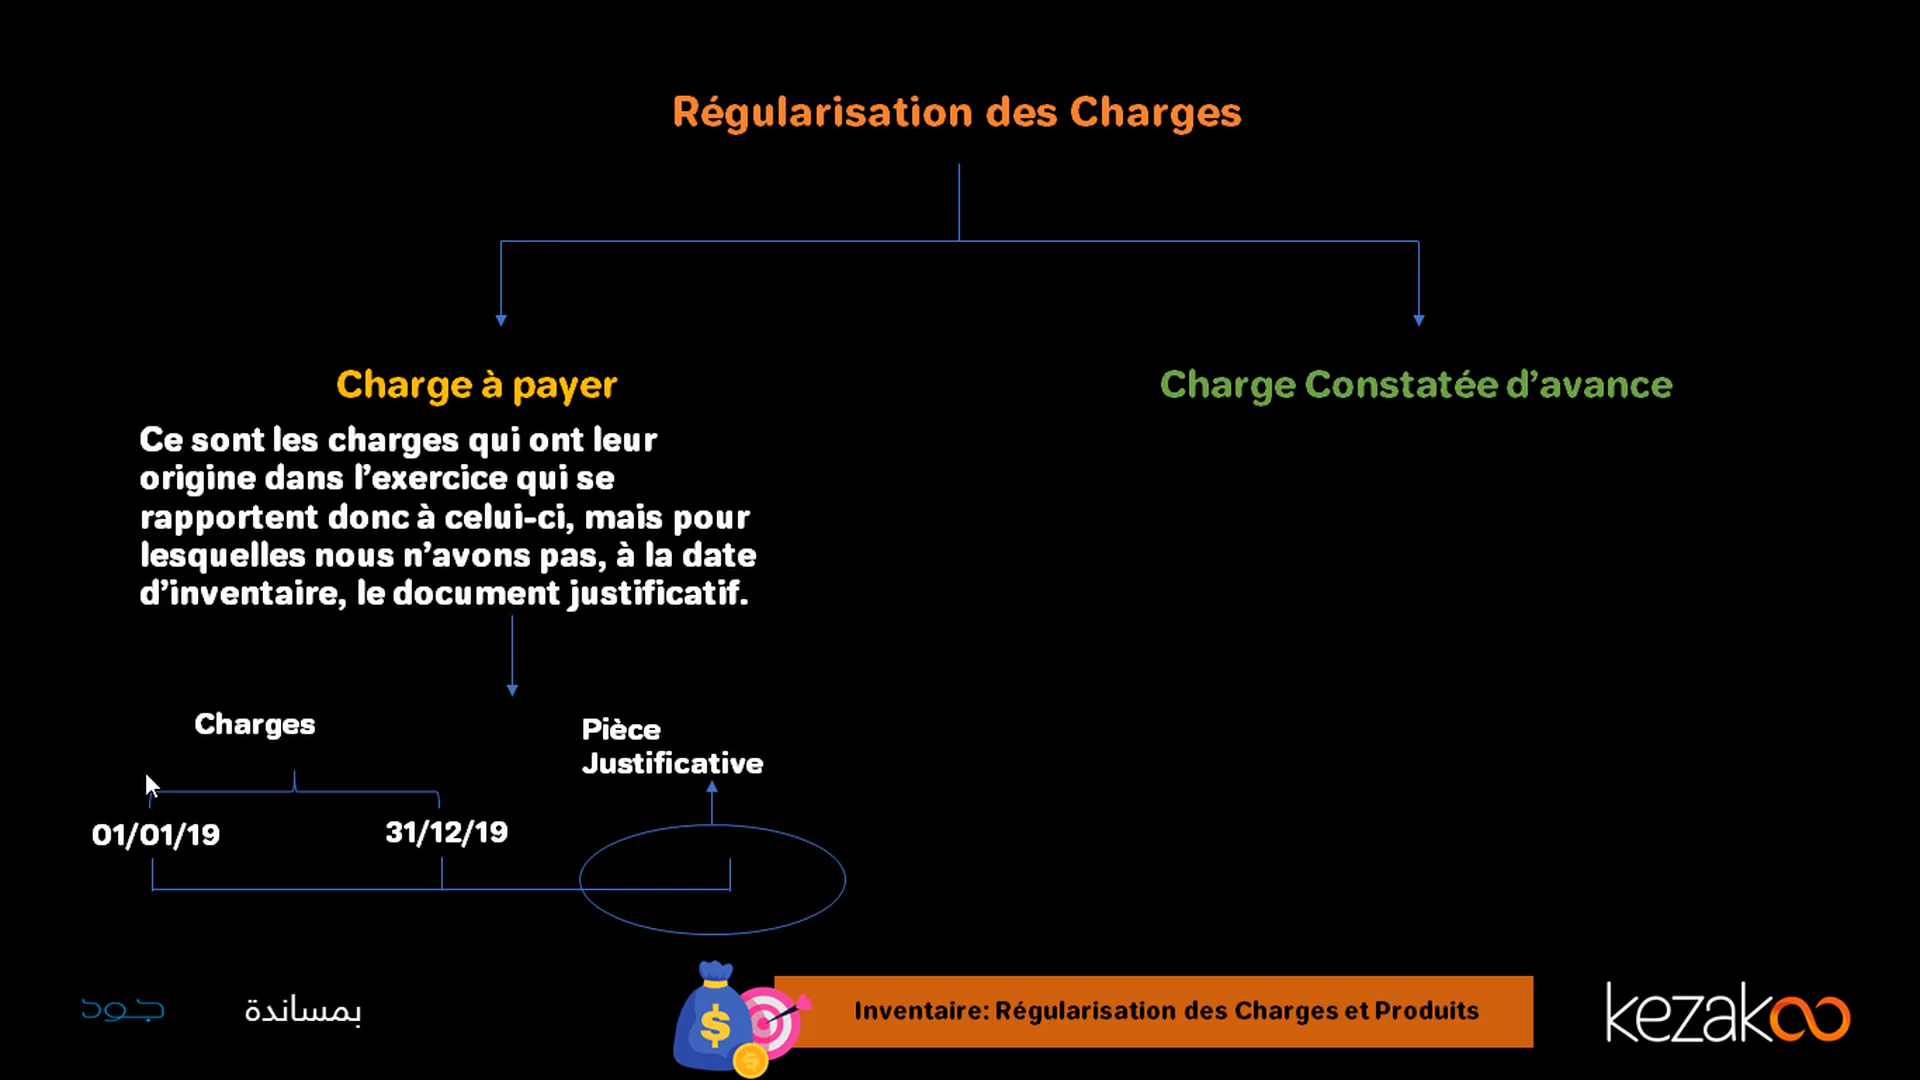 Régularisation des Charges
Charge à payer
Charge Constatée d’avance
Ce sont les charges qui ont leur
origine dans l’exercice qui se
rapportent donc à celui-ci, mais pour
lesquelles nous n’avons pas, à la date
d’inventaire, le document justificatif.
Charges
Pièce
Justificative
01/01/19
31/12/19
جود
بمساندة
Inventaire: Régularisation des Charges et Produits
kezakoo